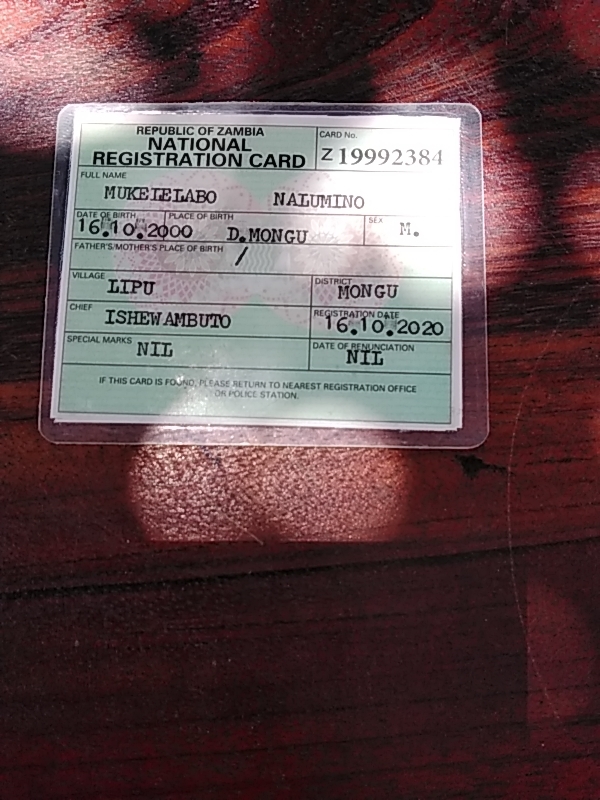 REPUBLIC OF ZAMBIA
NATIONAL
REGISTRATION CARD
CARD No.
Z 19992384
FULL NAME
MUKELELABO NALUMINO
DATE OF BIRTH PLACE OF BIRTH SEX
16.10.2000 D.MONGU M.
FATHER'S/MOTHER'S PLACE OF BIRTH /
VILLAGE DISTRICT
LIPU MONGU
CHIEF REGISTRATION DATE
ISHEWAMBUTO 16.10.2020
SPECIAL MARKS NIL DATE OF RENUNCIATION
NIL
IF THIS CARD IS FOUND, PLEASE RETURN TO NEAREST REGISTRATION OFFICE
OR POLICE STATION.